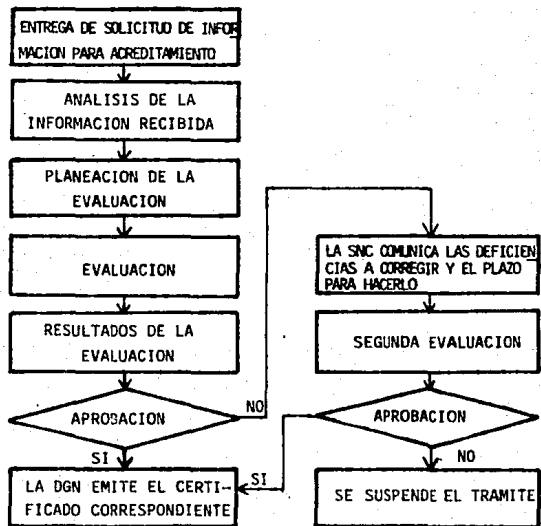 ENTREGA DE SOLICITUD DE INFOR
MACION PARA ACREDITAMIENTO
ANALISIS DE LA
INFORMACION RECIBIDA
PLANEACION DE LA
EVALUACION
EVALUACION
RESULTADOS DE LA
EVALUACION
APROBACION
NO
SI
LA DGN EMITE EL CERTI-
FICADO CORRESPONDIENTE
LA SNC COMUNICA LAS DEFICIEN
CIAS A CORREGIR Y EL PLAZO
PARA HACERLO
SEGUNDA EVALUACION
APROBACION
SI
NO
SE SUSPENDE EL TRAMITE